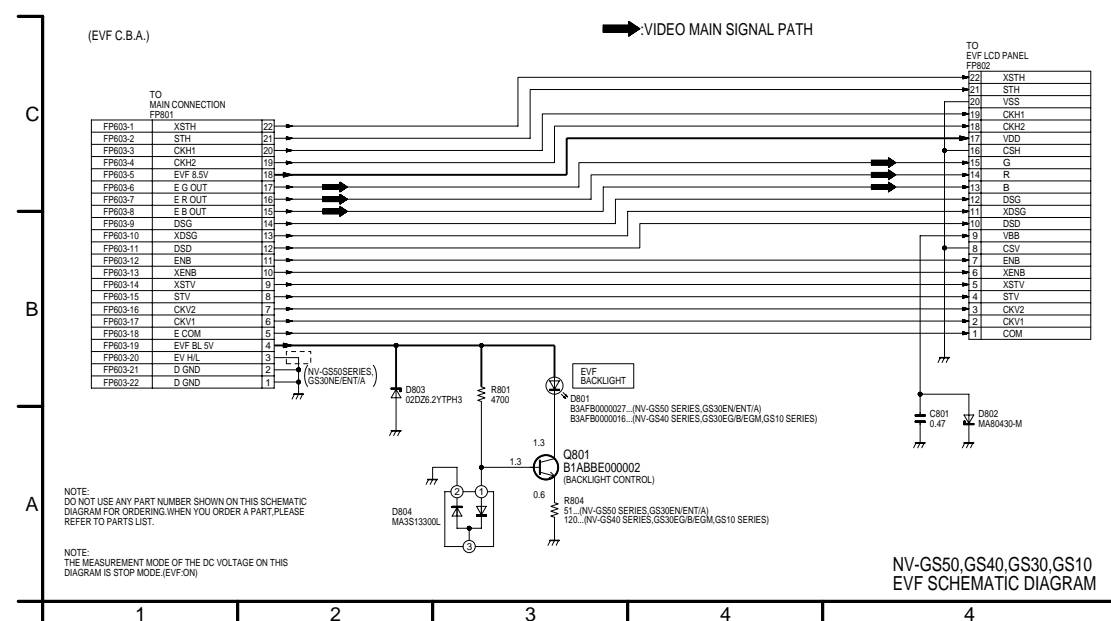 (EVF C.B.A.)
:VIDEO MAIN SIGNAL PATH
TO
MAIN CONNECTION
FP801
FP603-1 XSTH 22
FP603-2 STH 21
FP603-3 CKH1 20
FP603-4 CKH2 19
FP603-5 EVF 8.5V 18
FP603-6 E G OUT 17
FP603-7 E R OUT 16
FP603-8 E B OUT 15
FP603-9 DSG 14
FP603-10 XDSG 13
FP603-11 DSD 12
FP603-12 ENB 11
FP603-13 XENB 10
FP603-14 XSTV 9
FP603-15 STV 8
FP603-16 CKV2 7
FP603-17 CKV1 6
FP603-18 E COM 5
FP603-19 EVF BL 5V 4
FP603-20 EV H/L 3
FP603-21 D GND 2
FP603-22 D GND 1
TO
EVF LCD PANEL
FP802
22 XSTH
21 STH
20 VSS
19 CKH1
18 CKH2
17 VDD
16 CSH
15 G
14 R
13 B
12 DSG
11 XDSG
10 DSD
9 VBB
8 CSV
7 ENB
6 XENB
5 XSTV
4 STV
3 CKV2
2 CKV1
1 COM
(NV-GS50SERIES,
GS30NE/ENT/A)
D803
02DZ6.2YTPH3
R801
4700
EVF
BACKLIGHT
D801
B3AFB0000027...(NV-GS50 SERIES,GS30EN/ENT/A)
B3AFB0000016...(NV-GS40 SERIES,GS30EG/B/EGM,GS10 SERIES)
C801
0.47
D802
MA80430-M
1.3
1.3
Q801
B1ABBE000002
(BACKLIGHT CONTROL)
0.6
R804
51...(NV-GS50 SERIES,GS30EN/ENT/A)
120...(NV-GS40 SERIES,GS30EG/B/EGM,GS10 SERIES)
D804
MA3S13300L
2 1
3
NOTE:
DO NOT USE ANY PART NUMBER SHOWN ON THIS SCHEMATIC
DIAGRAM FOR ORDERING.WHEN YOU ORDER A PART,PLEASE
REFER TO PARTS LIST.
NOTE:
THE MEASUREMENT MODE OF THE DC VOLTAGE ON THIS
DIAGRAM IS STOP MODE.(EVF:ON)
NV-GS50,GS40,GS30,GS10
EVF SCHEMATIC DIAGRAM
C
B
A
1 2 3 4 4